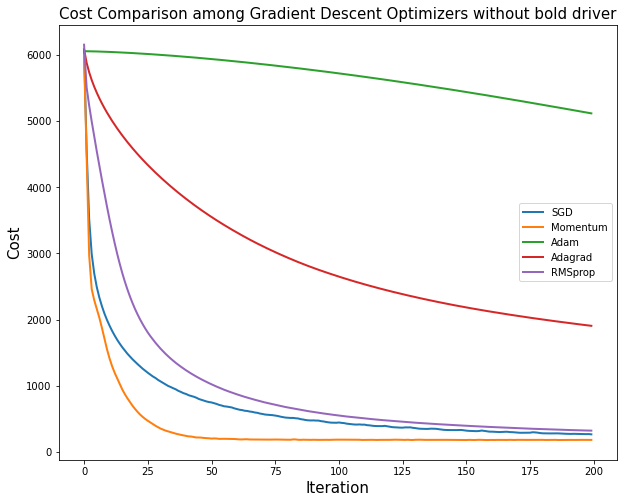 Cost Comparison among Gradient Descent Optimizers without bold driver
6000
5000
4000
3000
2000
1000
0
Cost
SGD
Momentum
Adam
Adagrad
RMSprop
0 25 50 75 100 125 150 175 200
Iteration